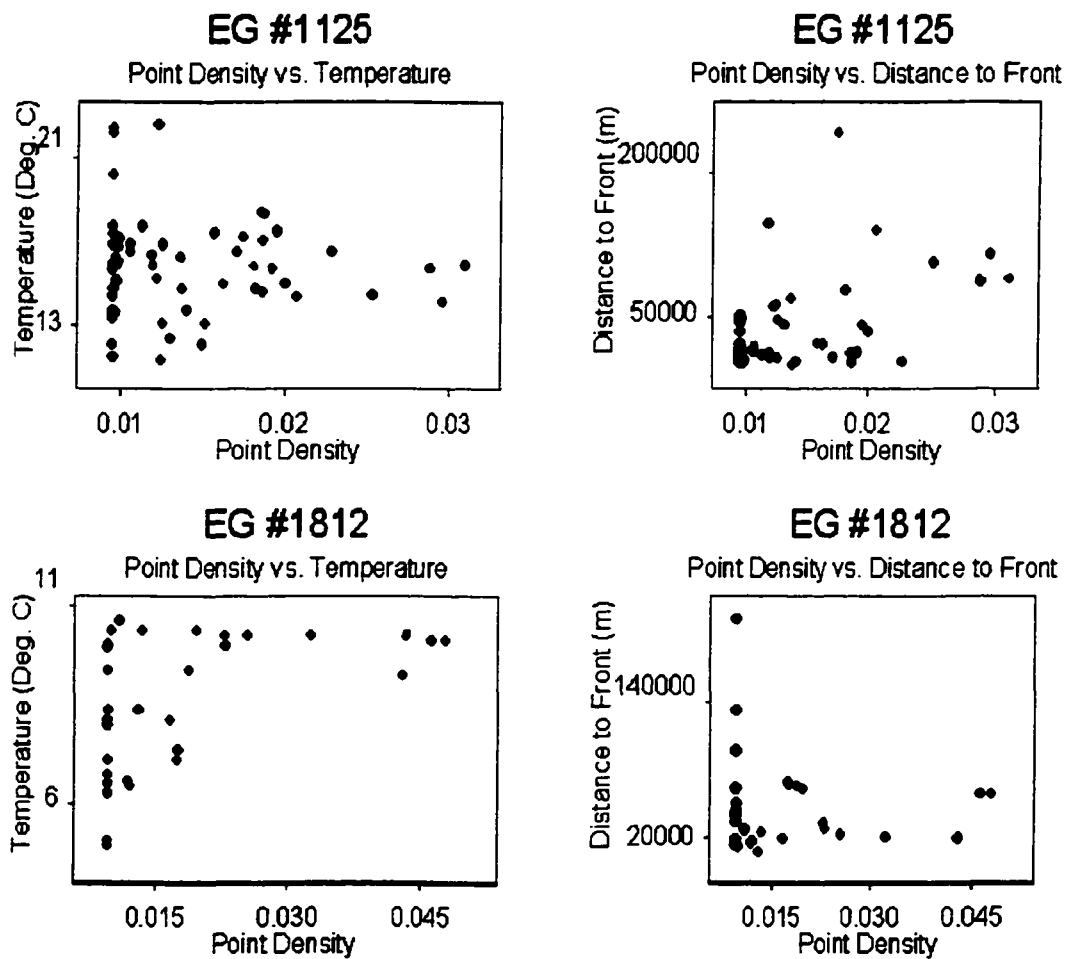 EG #1125
Point Density vs. Temperature
Temperature (Deg. C)
21
13
0.01 0.02 0.03
Point Density
EG #1125
Point Density vs. Distance to Front
Distance to Front (m)
200000
50000
0.01 0.02 0.03
Point Density
EG #1812
Point Density vs. Temperature
Temperature (Deg. C)
11
6
0.015 0.030 0.045
Point Density
EG #1812
Point Density vs. Distance to Front
Distance to Front (m)
140000
20000
0.015 0.030 0.045
Point Density